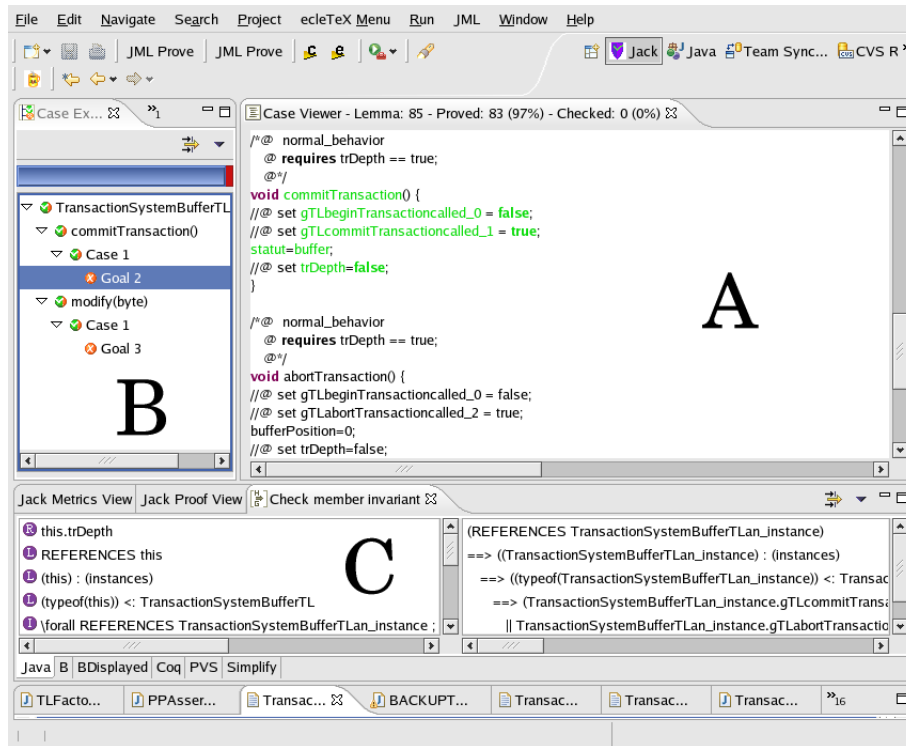 File Edit Navigate Search Project ecleTeX Menu Run JML Window Help
JML Prove JML Prove Jack Java Team Sync... CVS R
Case Ex... »1
Case Viewer - Lemma: 85 - Proved: 83 (97%) - Checked: 0 (0%)
TransactionSystemBufferTL
commitTransaction()
Case 1
Goal 2
modify(byte)
Case 1
Goal 3
B
/*@ normal_behavior
@ requires trDepth == true;
@*/
void commitTransaction() {
//@ set gTLbeginTransactioncalled_0 = false;
//@ set gTLcommitTransactioncalled_1 = true;
statut=buffer;
//@ set trDepth=false;
}
/*@ normal_behavior
@ requires trDepth == true;
@*/
void abortTransaction() {
//@ set gTLbeginTransactioncalled_0 = false;
//@ set gTLabortTransactioncalled_2 = true;
bufferPosition=0;
//@ set trDepth=false;
A
Jack Metrics View Jack Proof View Check member invariant
R this.trDepth
L REFERENCES this
L (this) : (instances)
L (typeof(this)) <: TransactionSystemBufferTL
I \forall REFERENCES TransactionSystemBufferTLan_instance ;
C
(REFERENCES TransactionSystemBufferTLan_instance)
==> ((TransactionSystemBufferTLan_instance) : (instances)
==> ((typeof(TransactionSystemBufferTLan_instance)) <: Transac
==> (TransactionSystemBufferTLan_instance.gTLcommitTransa
|| TransactionSystemBufferTLan_instance.gTLabortTransactio
Java B BDisplayed Coq PVS Simplify
TLFacto... PPAsser... Transac... BACKUPT... Transac... Transac... Transac... »16